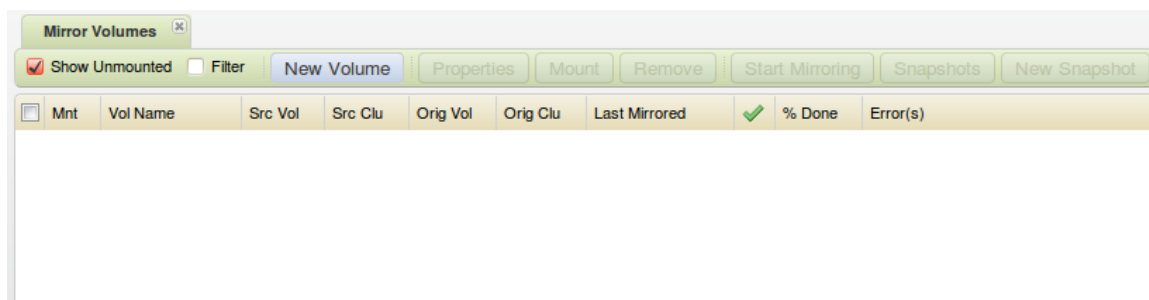 Mirror Volumes
Show Unmounted Filter New Volume Properties Mount Remove Start Mirroring Snapshots New Snapshot
Mnt Vol Name Src Vol Src Clu Orig Vol Orig Clu Last Mirrored % Done Error(s)